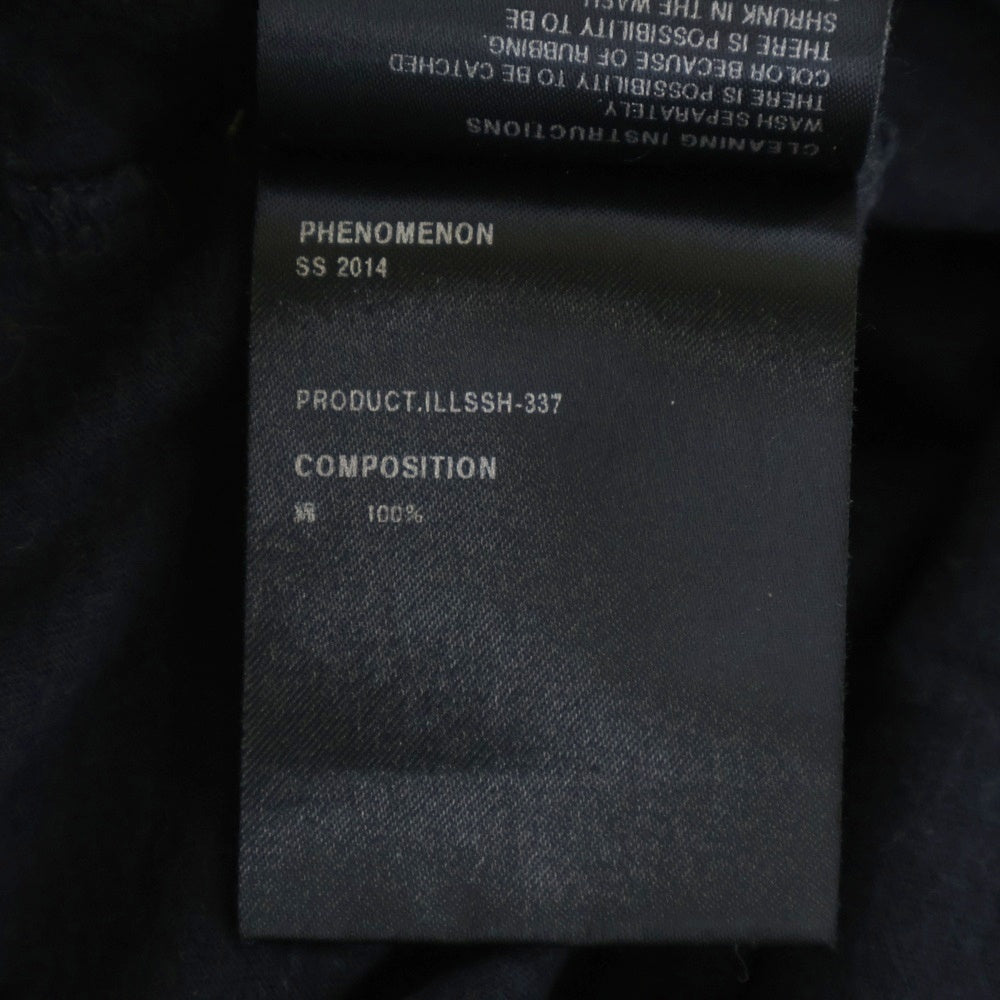 CLEANING INSTRUCTIONS
WASH SEPARATELY.
THERE IS POSSIBILITY TO BE CATCHED
COLOR BECAUSE OF RUBBING.
THERE IS POSSIBILITY TO BE
SHRUNK IN THE WASH
PHENOMENON
SS 2014
PRODUCT.ILLSSH-337
COMPOSITION
綿 100%